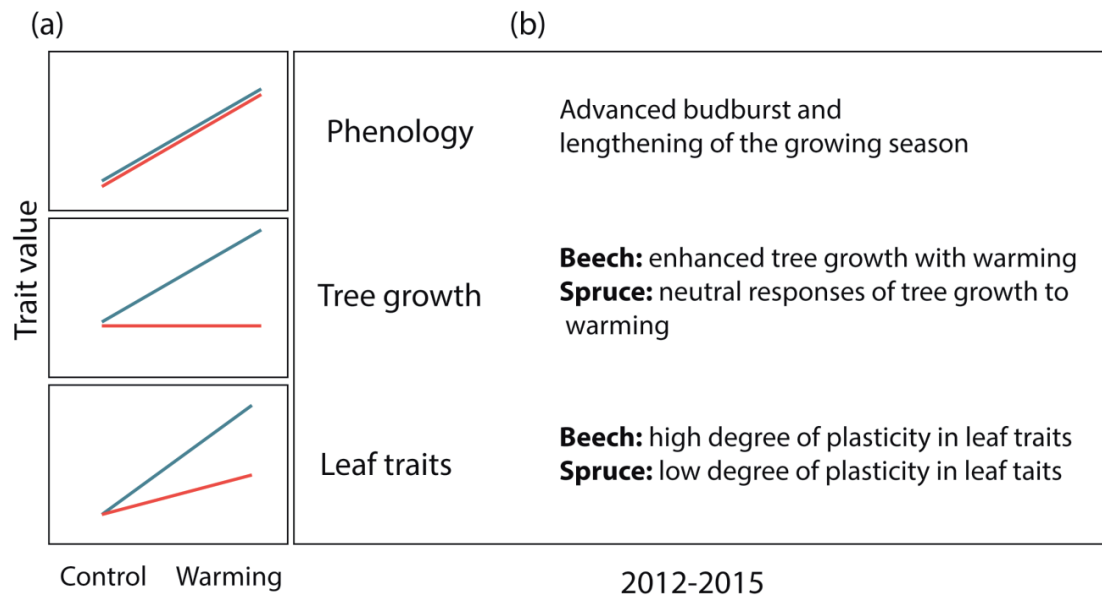 (a)
(b)
Trait value
Phenology
Advanced budburst and
lengthening of the growing season
Tree growth
Beech: enhanced tree growth with warming
Spruce: neutral responses of tree growth to
warming
Leaf traits
Beech: high degree of plasticity in leaf traits
Spruce: low degree of plasticity in leaf taits
Control
Warming
2012-2015